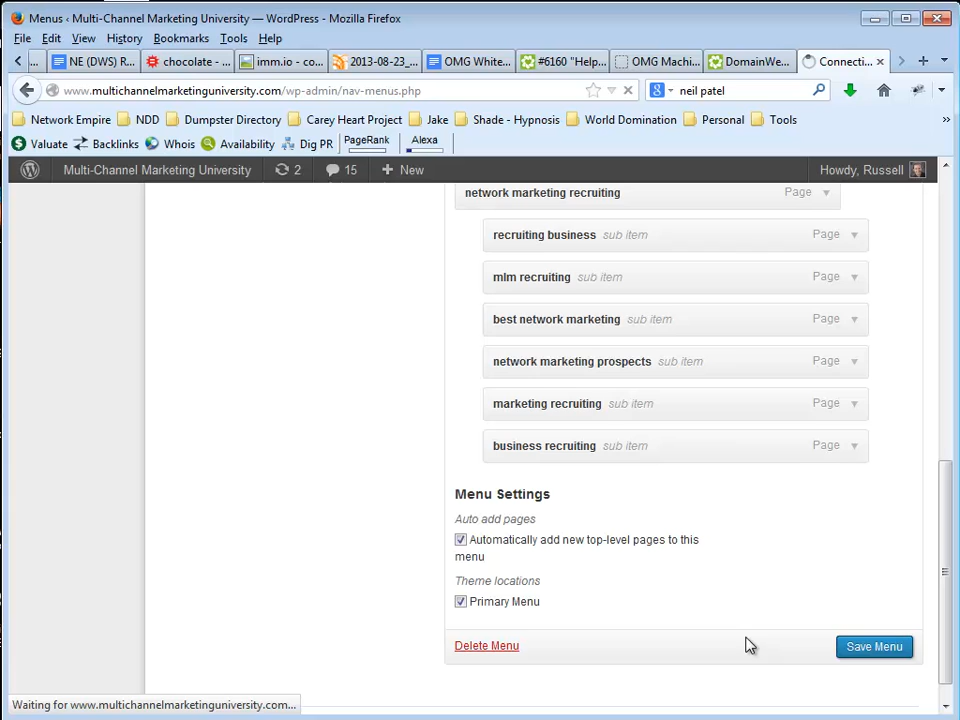 Menus ‹ Multi-Channel Marketing University — WordPress - Mozilla Firefox
File Edit View History Bookmarks Tools Help
... NE (DWS) R... chocolate - ... imm.io - co... 2013-08-23_... OMG White... #6160 "Help... OMG Machi... DomainWe... Connecti...
www.multichannelmarketinguniversity.com/wp-admin/nav-menus.php neil patel
Network Empire NDD Dumpster Directory Carey Heart Project Jake Shade - Hypnosis World Domination Personal Tools
Valuate Backlinks Whois Availability Dig PR PageRank Alexa
Multi-Channel Marketing University 2 15 + New Howdy, Russell
network marketing recruiting Page
recruiting business sub item Page
mlm recruiting sub item Page
best network marketing sub item Page
network marketing prospects sub item Page
marketing recruiting sub item Page
business recruiting sub item Page
Menu Settings
Auto add pages
Automatically add new top-level pages to this
menu
Theme locations
Primary Menu
Delete Menu Save Menu
Waiting for www.multichannelmarketinguniversity.com...